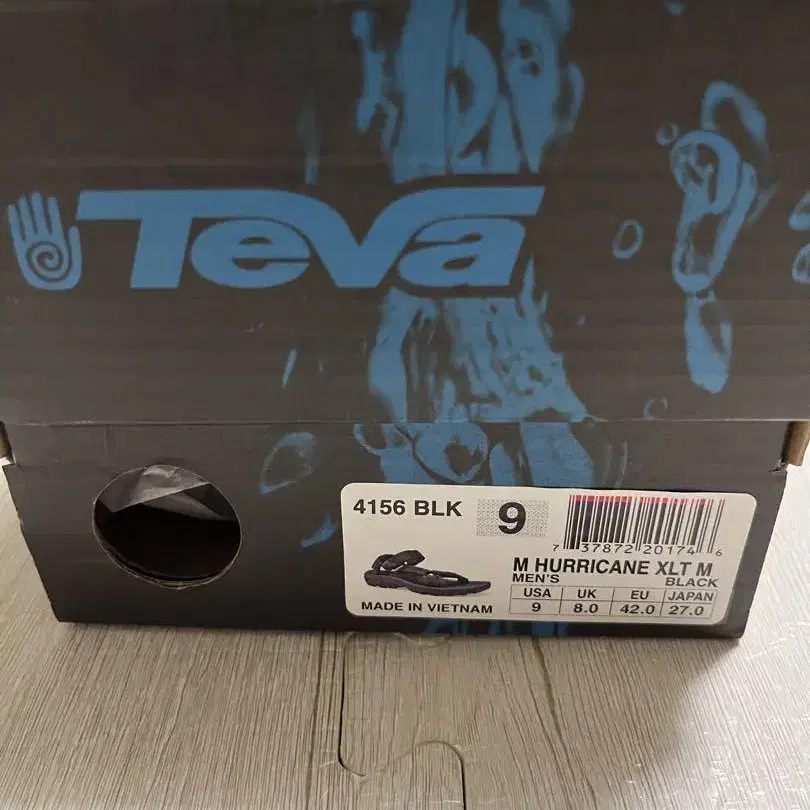 Teva
4156 BLK 9
7 37872 20174 6
M HURRICANE XLT M
MEN'S BLACK
USA UK EU JAPAN
9 8.0 42.0 27.0
MADE IN VIETNAM